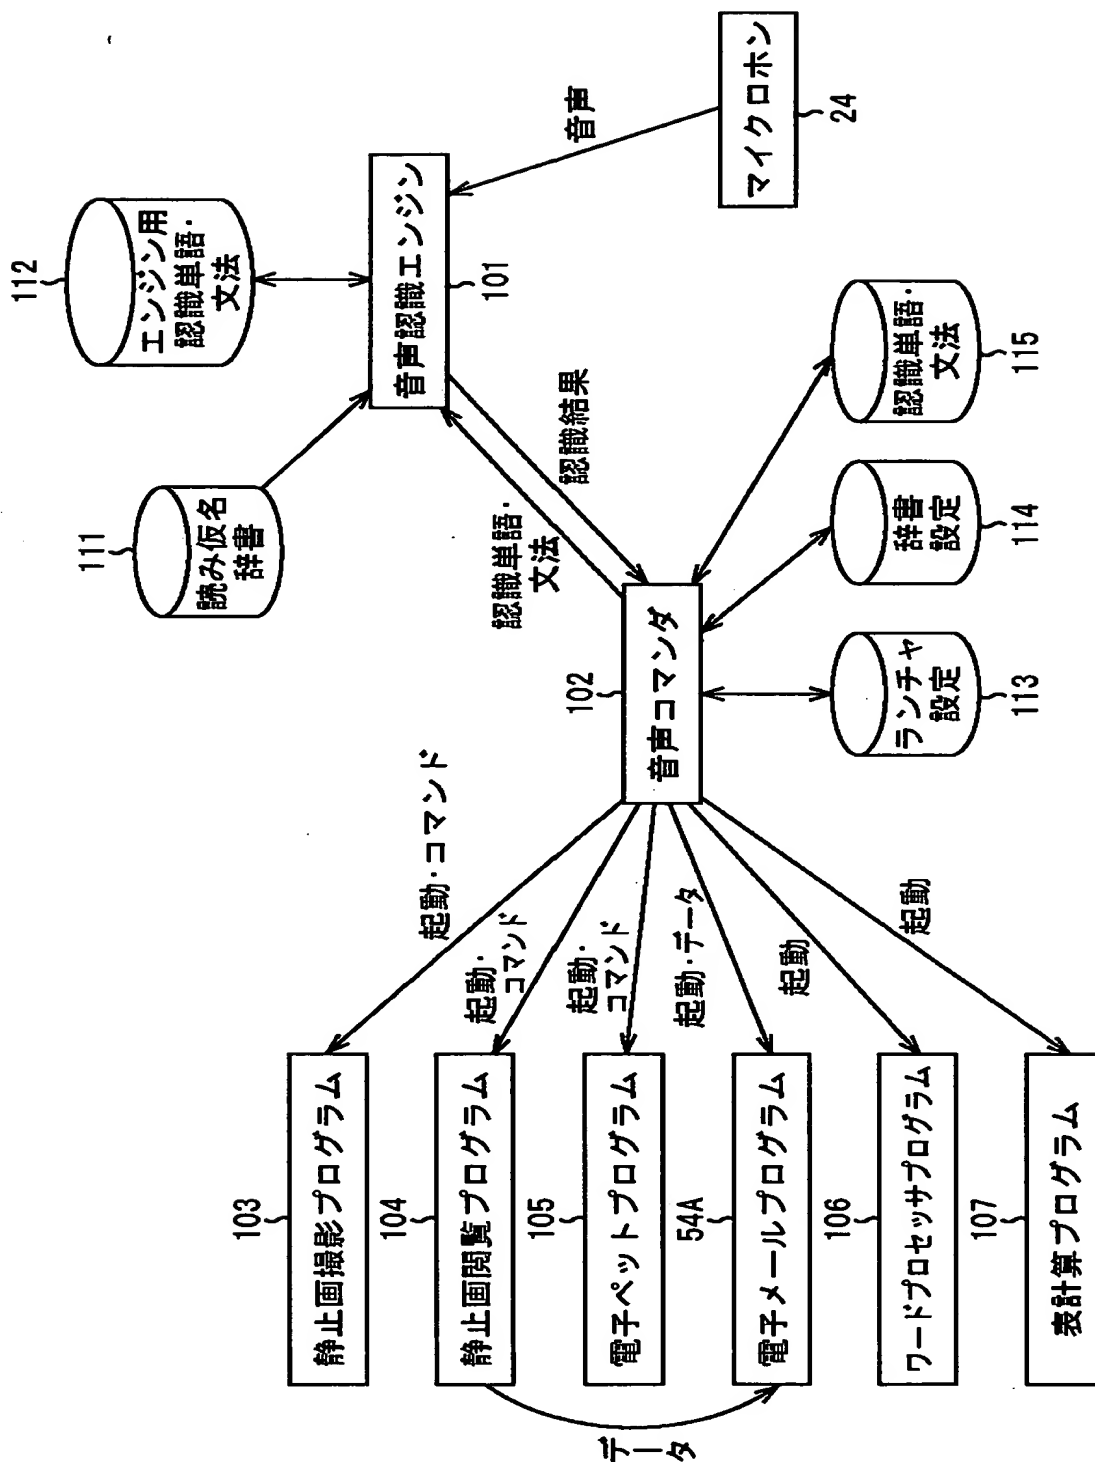 112
エンジン用
認識単語・
文法
111
読み仮名
辞書
音声認識エンジン
101
音声
マイクロホン
24
認識単語・
文法
認識結果
102
音声コマンダ
ランチャ
設定
113
辞書
設定
114
認識単語・
文法
115
起動・コマンド
起動・
コマンド
起動・
コマンド
起動・データ
起動
起動
103
静止画撮影プログラム
104
静止画閲覧プログラム
105
電子ペットプログラム
54A
電子メールプログラム
106
ワードプロセッサプログラム
107
表計算プログラム
データ